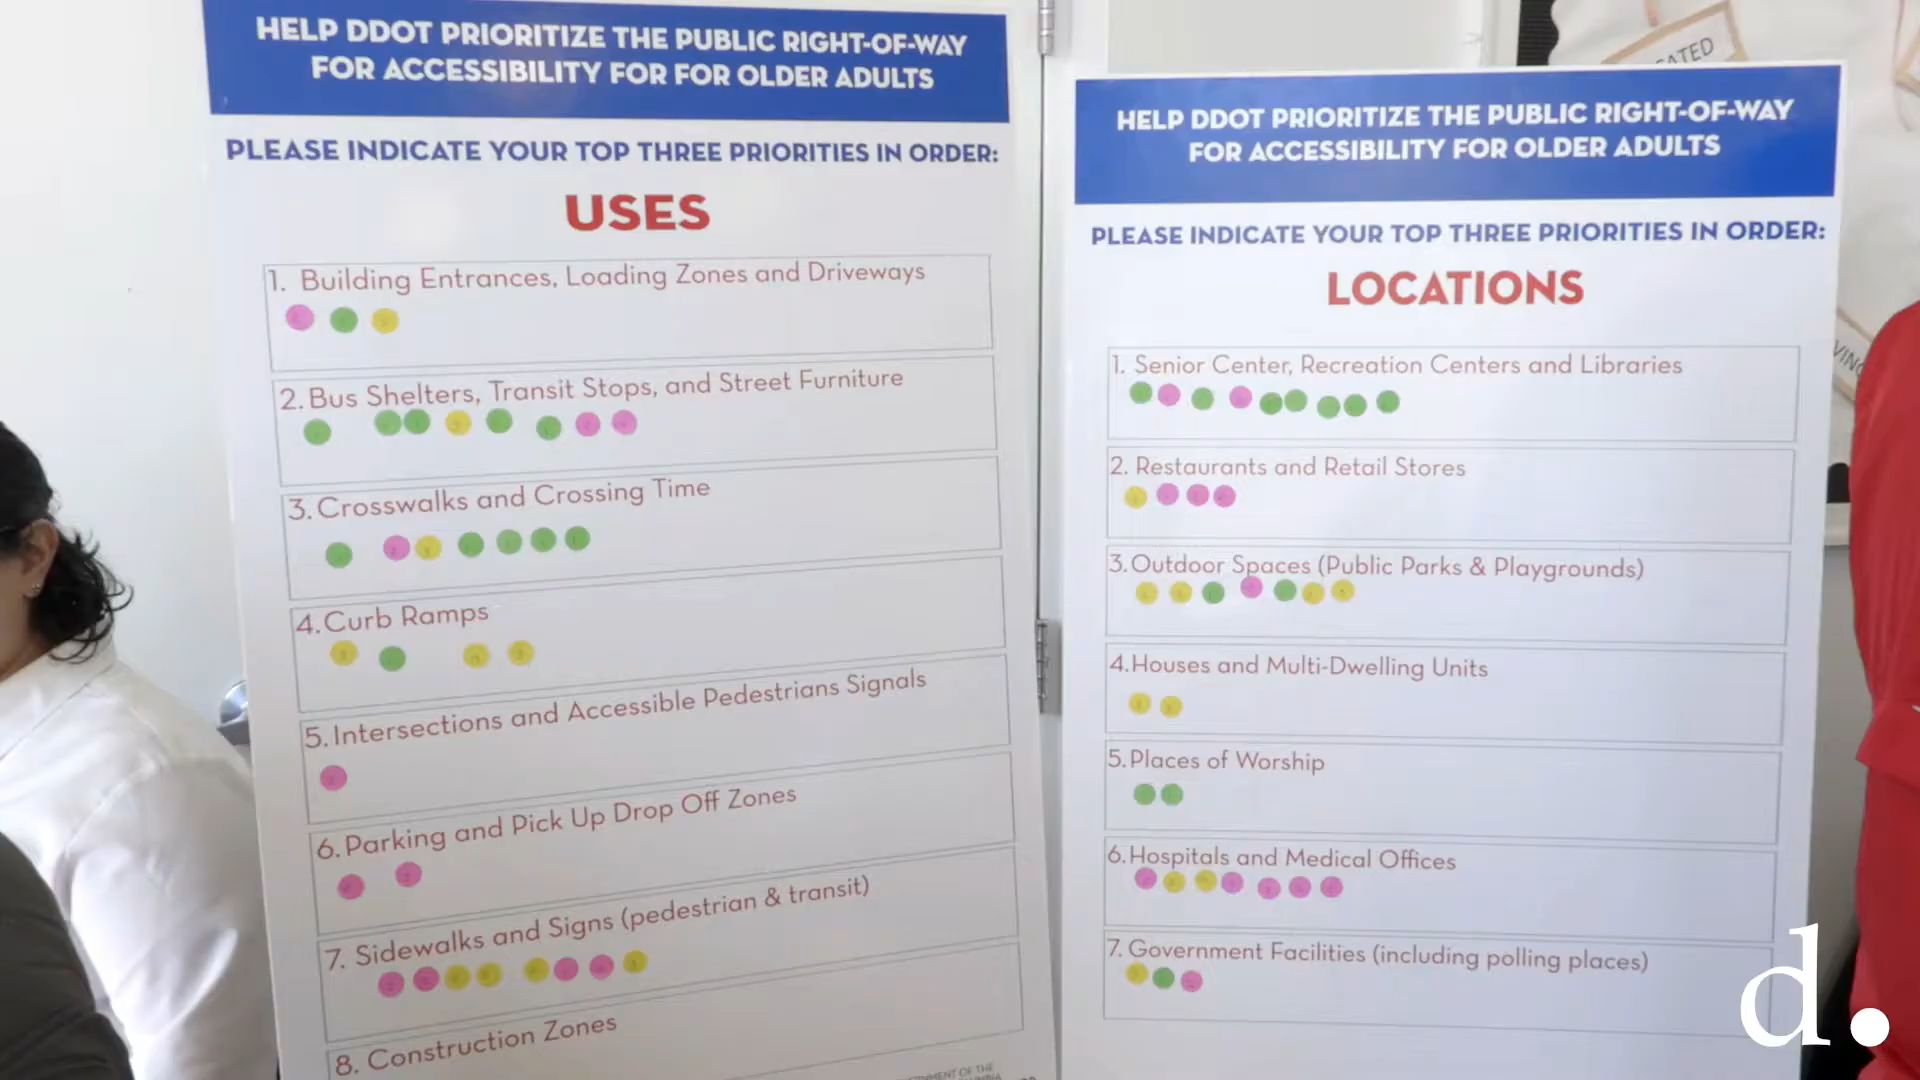 HELP DDOT PRIORITIZE THE PUBLIC RIGHT-OF-WAY
FOR ACCESSIBILITY FOR FOR OLDER ADULTS
PLEASE INDICATE YOUR TOP THREE PRIORITIES IN ORDER:
USES
1. Building Entrances, Loading Zones and Driveways
2. Bus Shelters, Transit Stops, and Street Furniture
3. Crosswalks and Crossing Time
4. Curb Ramps
5. Intersections and Accessible Pedestrians Signals
6. Parking and Pick Up Drop Off Zones
7. Sidewalks and Signs (pedestrian & transit)
8. Construction Zones
OF THE
HELP DDOT PRIORITIZE THE PUBLIC RIGHT-OF-WAY
FOR ACCESSIBILITY FOR OLDER ADULTS
PLEASE INDICATE YOUR TOP THREE PRIORITIES IN ORDER:
LOCATIONS
1. Senior Center, Recreation Centers and Libraries
2. Restaurants and Retail Stores
3. Outdoor Spaces (Public Parks & Playgrounds)
4. Houses and Multi-Dwelling Units
5. Places of Worship
6. Hospitals and Medical Offices
7. Government Facilities (including polling places)
d.